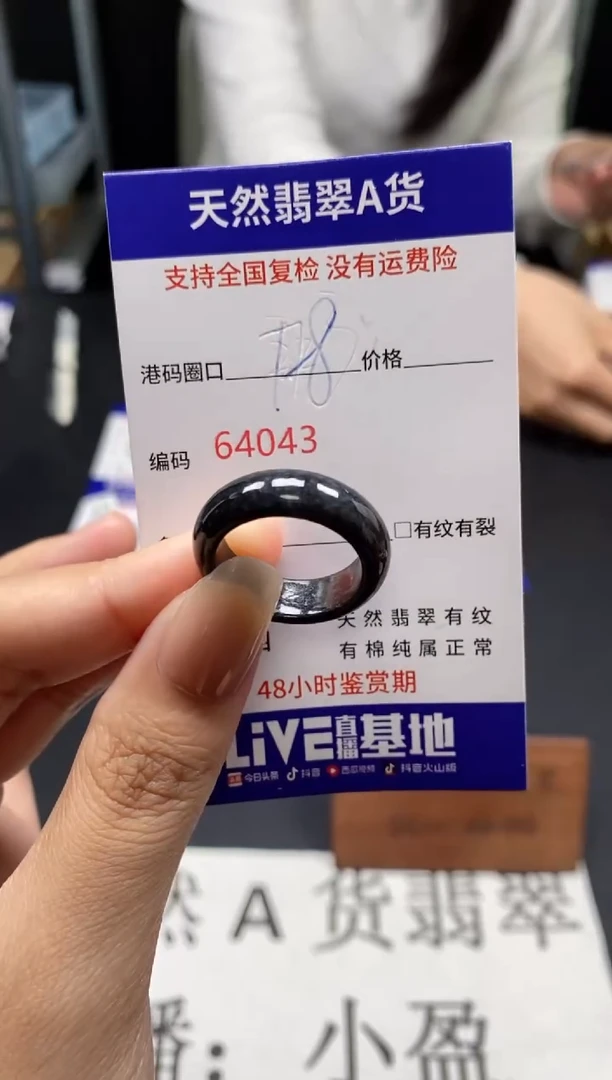 天然翡翠A货
支持全国复检 没有运费险
港码圈口 8 价格
编码 64043
□有纹有裂
天然翡翠有纹
有棉纯属正常
48小时鉴赏期
LiVE直播基地
今日头条 抖音 西瓜视频 抖音火山版
然A货翡翠
播：小盈